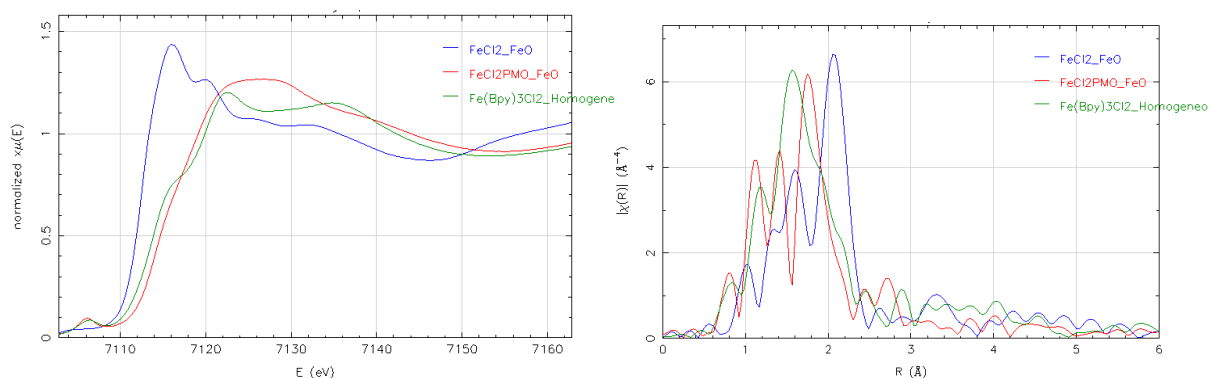 normalized xμ(E)
1.5
1
0.5
0
7110
7120
7130
7140
7150
7160
E (eV)
FeCl2_FeO
FeCl2PMO_FeO
Fe(Bpy)3Cl2_Homogene
|χ(R)| (Å⁻⁴)
6
4
2
0
0
1
2
3
4
5
6
R (Å)
FeCl2_FeO
FeCl2PMO_FeO
Fe(Bpy)3Cl2_Homogeneo